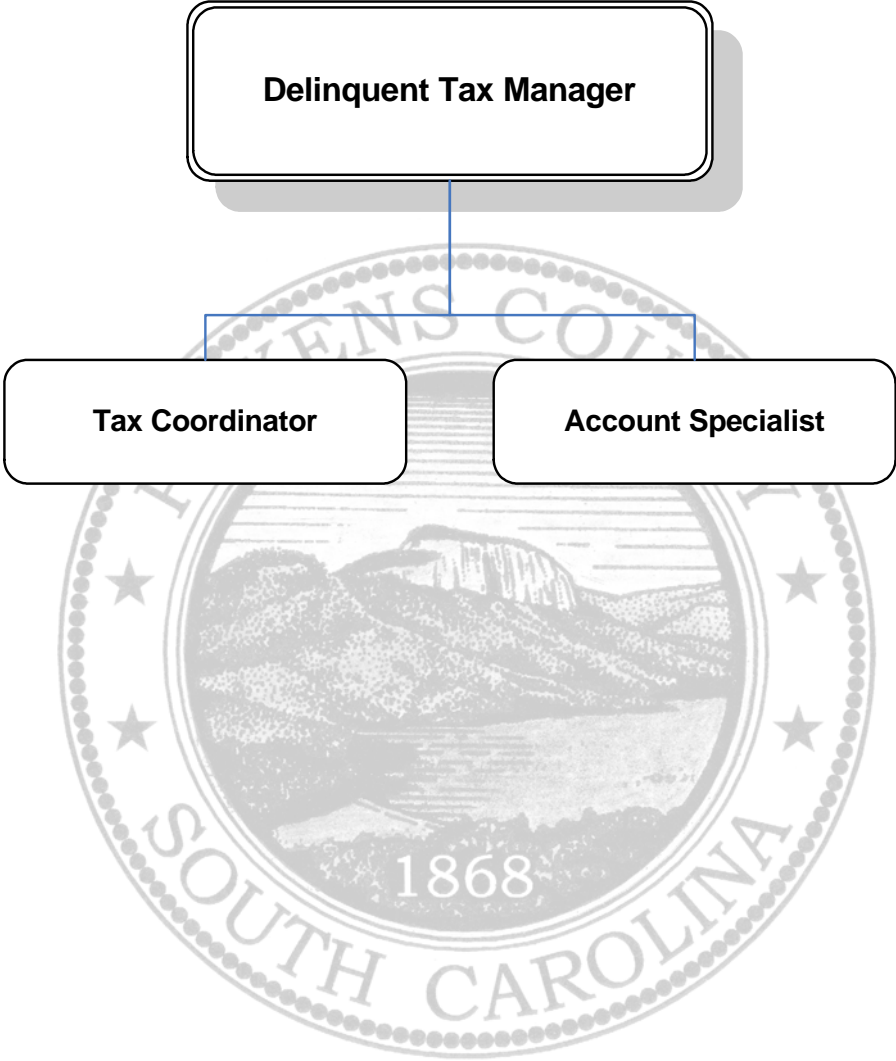 Delinquent Tax Manager
Tax Coordinator
Account Specialist
1868
SOUTH CAROLINA